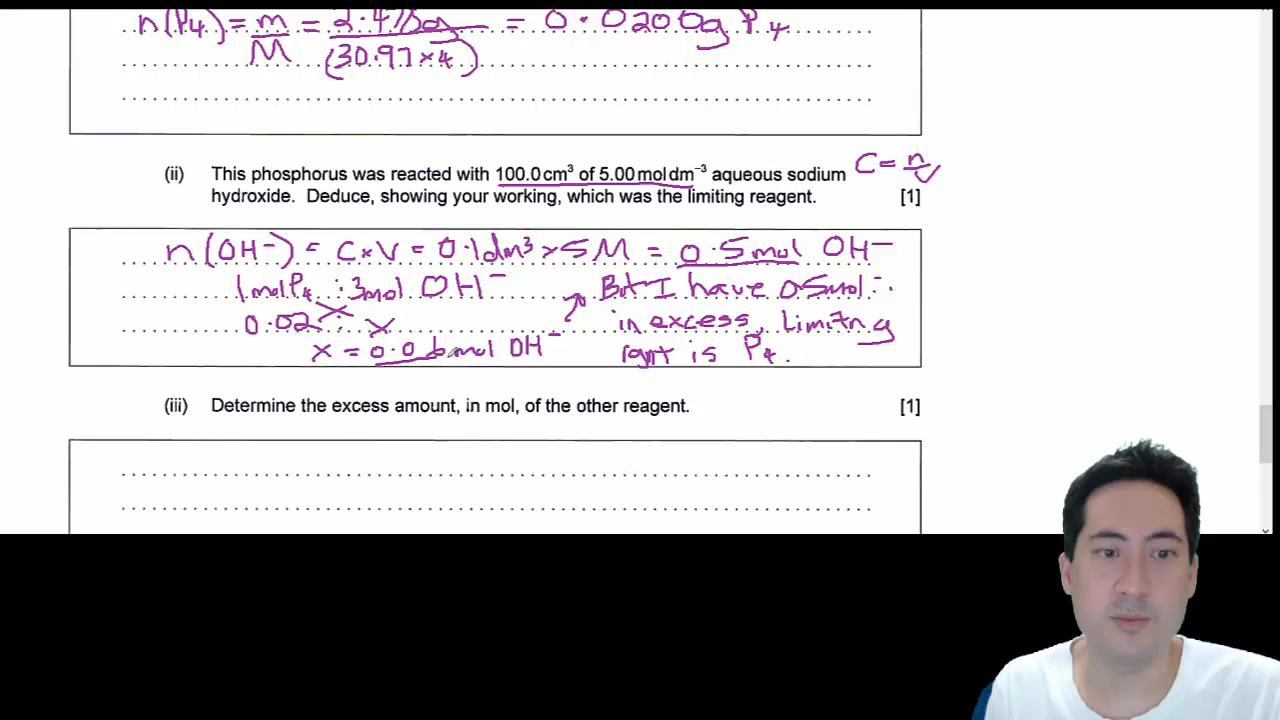 n(P4) = m/M = 2.478g/(30.97×4) = 0.0200g P4
(ii) This phosphorus was reacted with 100.0 cm³ of 5.00 mol dm⁻³ aqueous sodium C = n/V
hydroxide. Deduce, showing your working, which was the limiting reagent. [1]
n(OH⁻) = C×V = 0.1dm³ × 5M = 0.5mol OH⁻
1molP4 : 3mol OH⁻ But I have 0.5mol ∴
0.02 : x in excess, limiting
x = 0.06mol OH⁻ rgnt is P4.
(iii) Determine the excess amount, in mol, of the other reagent. [1]